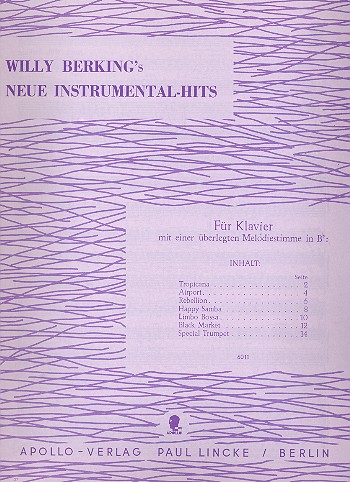 WILLY BERKING's
NEUE INSTRUMENTAL-HITS
Für Klavier
mit einer überlegten Melodiestimme in B♭:
INHALT:
Seite
Tropicana . . . . . . . . . . . . . . 2
Airport . . . . . . . . . . . . . . . 4
Rebellion . . . . . . . . . . . . . . 6
Happy Samba . . . . . . . . . . . . 8
Limbo Bossa . . . . . . . . . . . . 10
Black Market . . . . . . . . . . . . 12
Special Trumpet . . . . . . . . . . 14
6011
APOLLO-VERLAG PAUL LINCKE / BERLIN